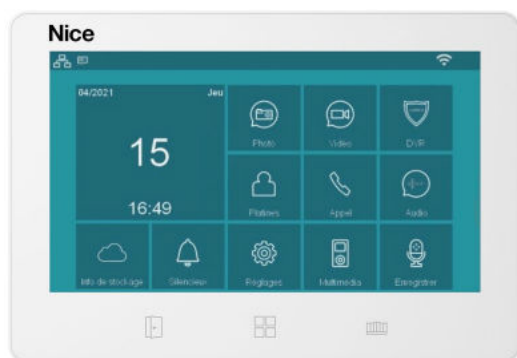 Nice
04/2021 Jeu
15
16:49
Photo
Vidéo
DVR
Platines
Appel
Audio
Info de stockage
Silencieux
Réglages
Multimedia
Enregistrer